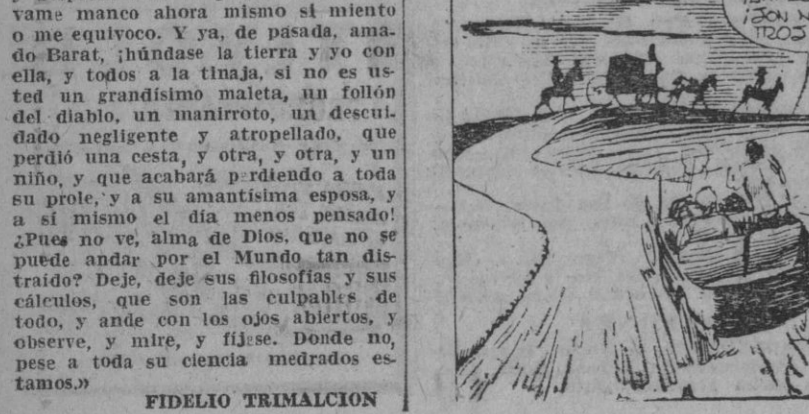 vame manco ahora mismo si miento
o me equivoco. Y ya, de pasada, ama-
do Barat, ¡húndase la tierra y yo con
ella, y todos a la tinaja, si no es us-
ted un grandísimo maleta, un follón
del diablo, un manirroto, un descui-
dado negligente y atropellado, que
perdió una cesta, y otra, y otra, y un
niño, y que acabará perdiendo a toda
su prole, y a su amantísima esposa, y
a sí mismo el día menos pensado!
¿Pues no ve, alma de Dios, que no se
puede andar por el Mundo tan dis-
traído? Deje, deje sus filosofías y sus
cálculos, que son las culpables de
todo, y ande con los ojos abiertos, y
observe, y mire, y fíjese. Donde no,
pese a toda su ciencia medrados es-
tamos.»
FIDELIO TRIMALCION
¡SON
TROS